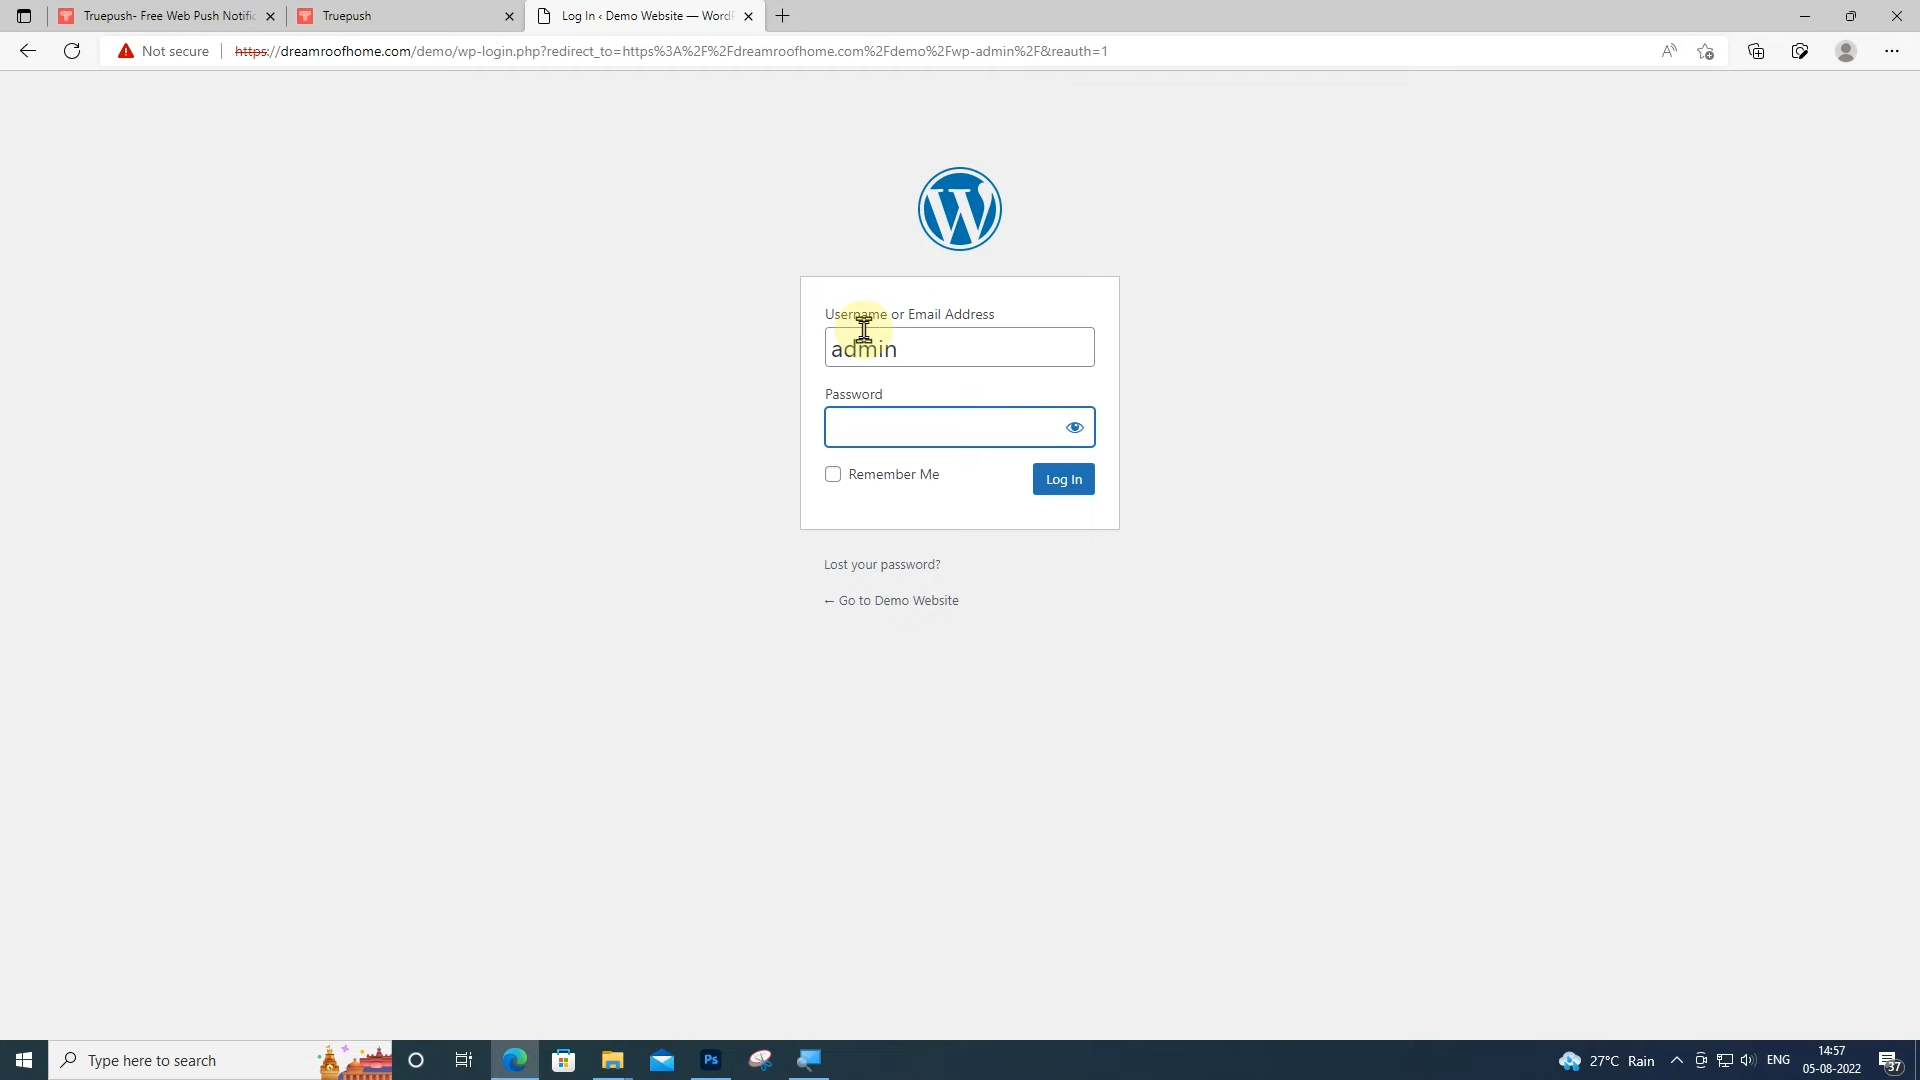 Truepush- Free Web Push Notific
Truepush
Log In ‹ Demo Website — WordP
Not secure
https://dreamroofhome.com/demo/wp-login.php?redirect_to=https%3A%2F%2Fdreamroofhome.com%2Fdemo%2Fwp-admin%2F&reauth=1
Username or Email Address
admin
Password
Remember Me
Log In
Lost your password?
← Go to Demo Website
Type here to search
Ps
27°C Rain
ENG
14:57
05-08-2022
37